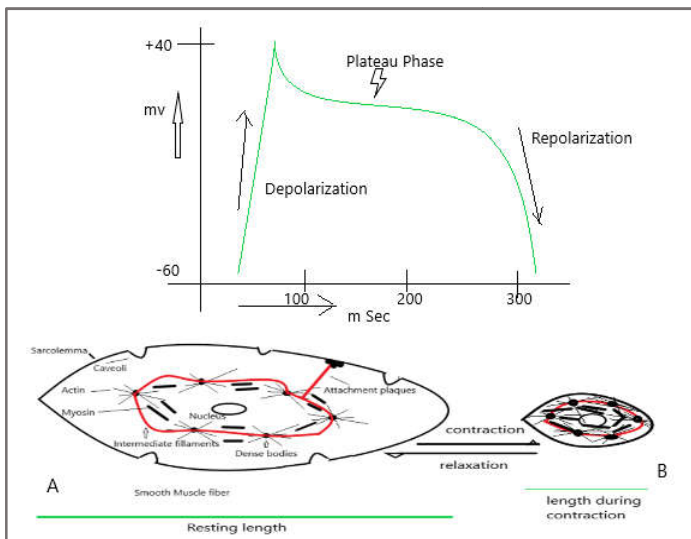 +40
Plateau Phase
mv
Repolarization
Depolarization
-60
100
200
300
m Sec
Sarcolemma
Caveoli
Actin
Attachment plaques
Myosin
Nucleus
Intermediate fillaments
Dense bodies
contraction
relaxation
A
B
Smooth Muscle fiber
Resting length
length during
contraction